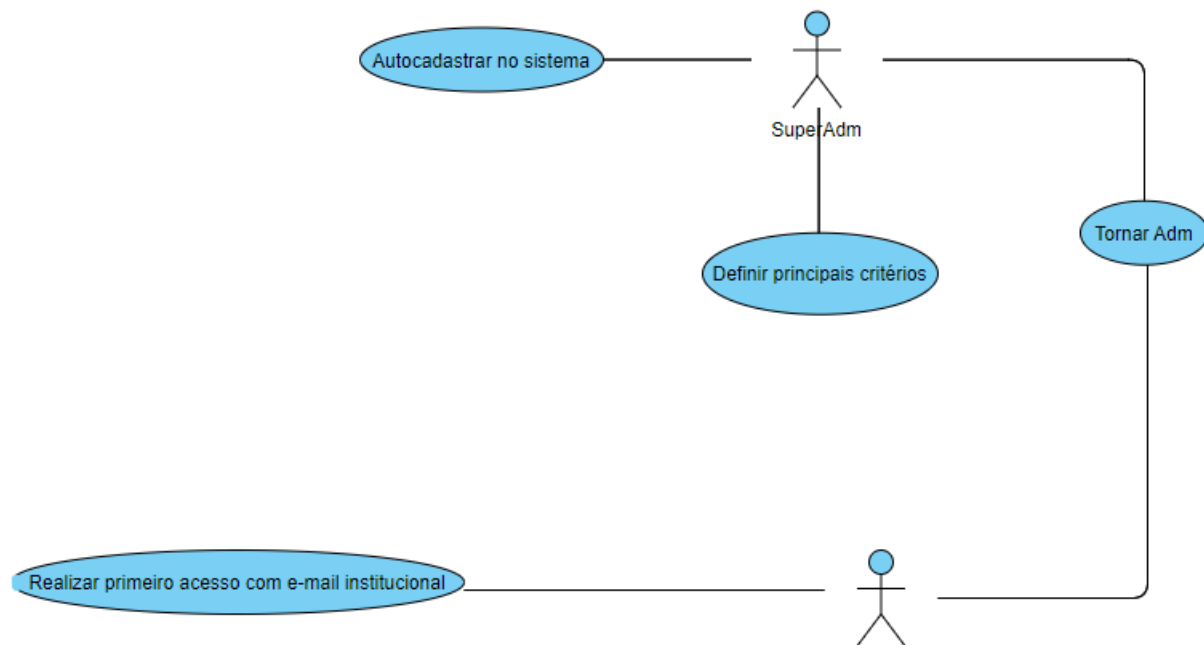 Autocadastrar no sistema
SuperAdm
Tornar Adm
Definir principais critérios
Realizar primeiro acesso com e-mail institucional